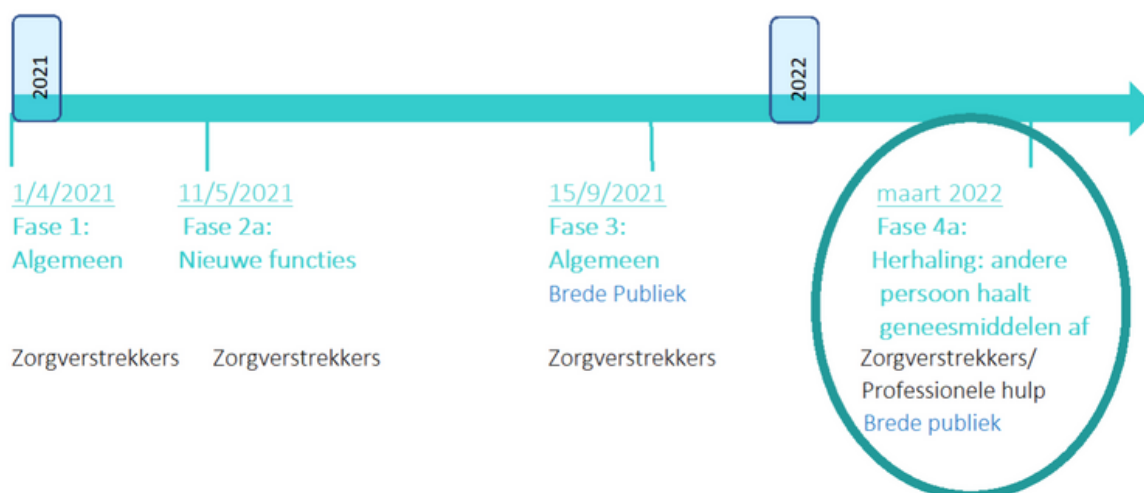 2021
2022
1/4/2021
Fase 1:
Algemeen
Zorgverstrekkers
11/5/2021
Fase 2a:
Nieuwe functies
Zorgverstrekkers
15/9/2021
Fase 3:
Algemeen
Brede Publiek
Zorgverstrekkers
maart 2022
Fase 4a:
Herhaling: andere
persoon haalt
geneesmiddelen af
Zorgverstrekkers/
Professionele hulp
Brede publiek